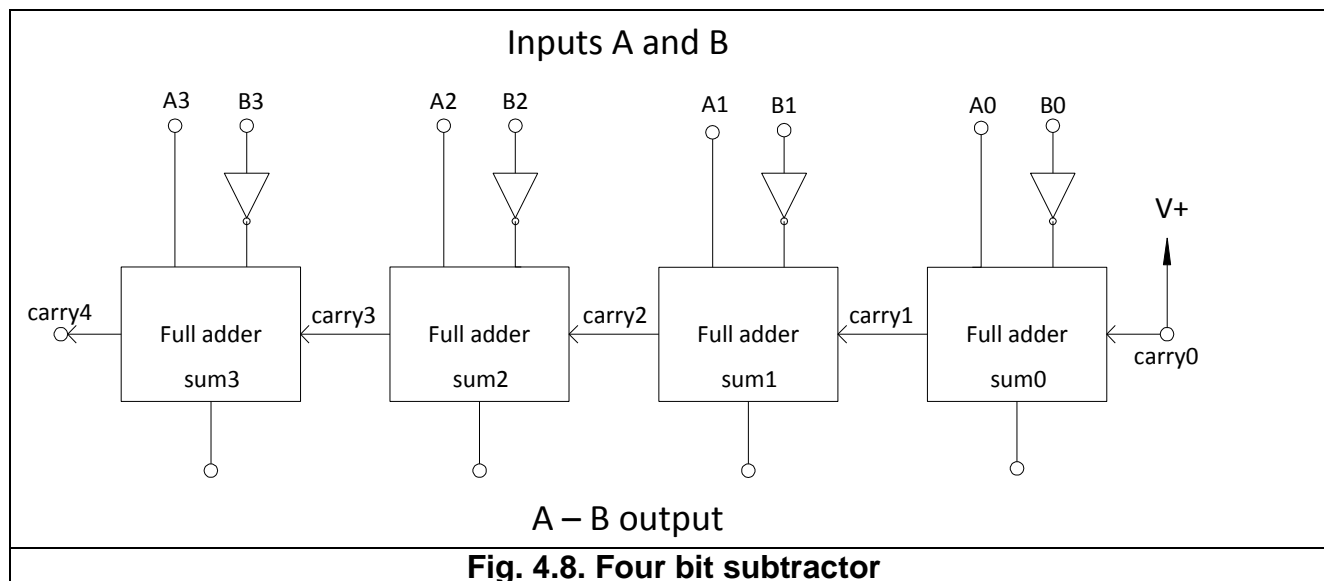 Inputs A and B
A3 B3 A2 B2 A1 B1 A0 B0
V+
carry4 Full adder carry3 Full adder carry2 Full adder carry1 Full adder carry0
sum3 sum2 sum1 sum0
A – B output
Fig. 4.8. Four bit subtractor